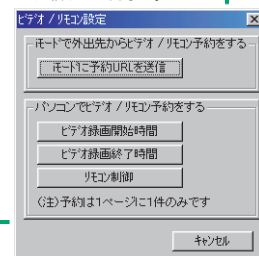 ビデオ / リモコン設定
iモードで外出先からビデオ / リモコン予約をする
iモードに予約URLを送信
パソコンでビデオ / リモコン予約をする
ビデオ録画開始時間
ビデオ録画終了時間
リモコン制御
(注)予約は1ページに1件のみです
キャンセル